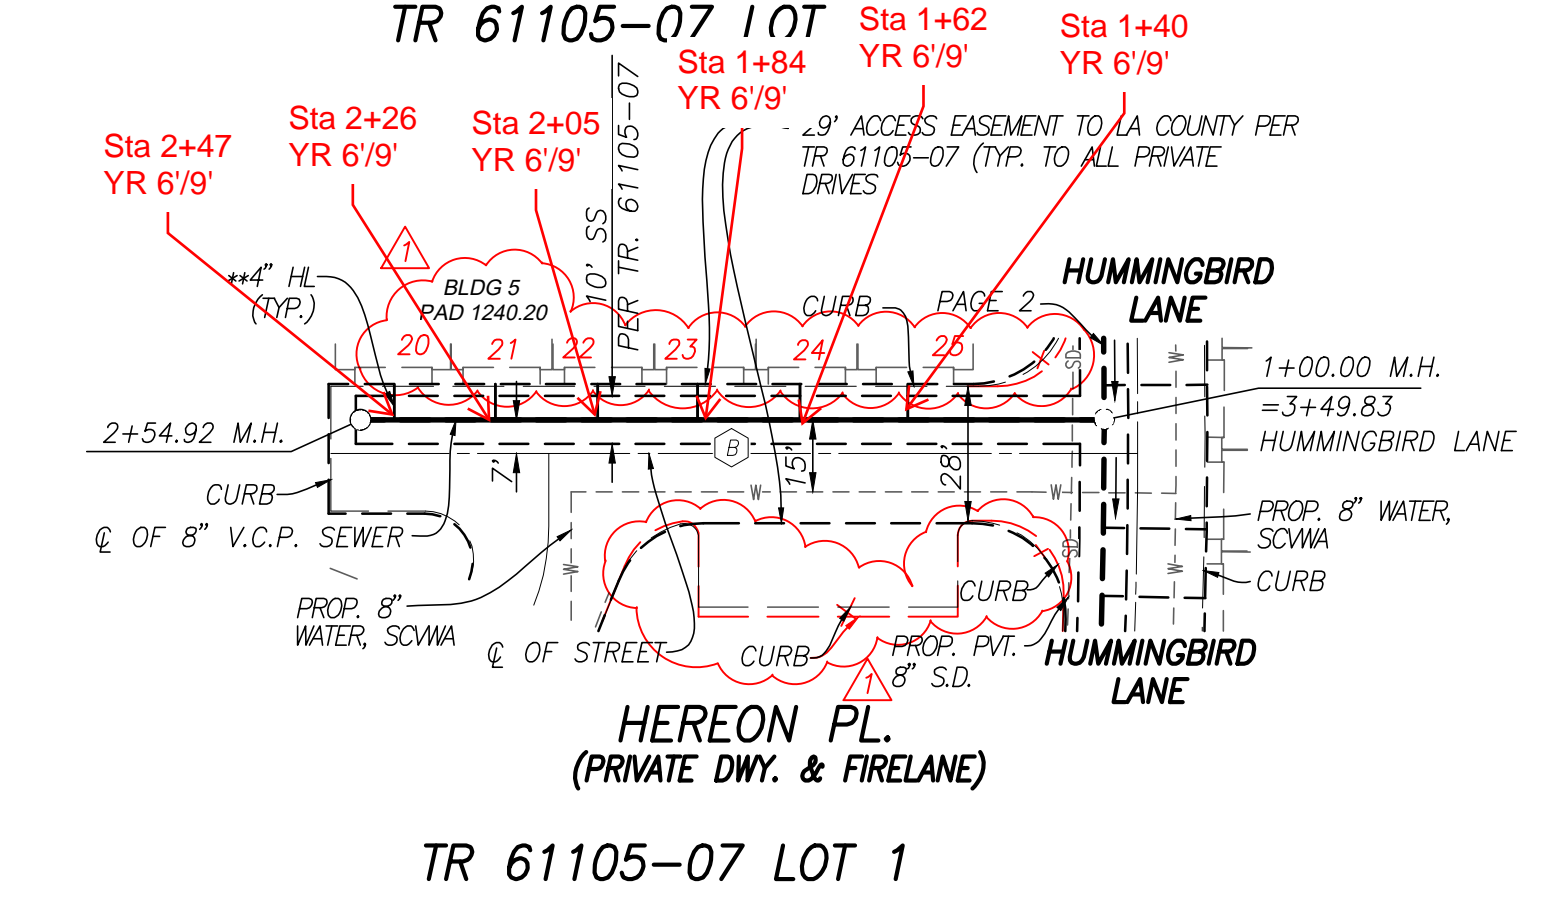 TR 61105-07 LOT
Sta 1+62
YR 6'/9'
Sta 1+40
YR 6'/9'
Sta 1+84
YR 6'/9'
Sta 2+26
YR 6'/9'
Sta 2+05
YR 6'/9'
Sta 2+47
YR 6'/9'
29' ACCESS EASEMENT TO LA COUNTY PER
TR 61105-07 (TYP. TO ALL PRIVATE
DRIVES
10' SS
PER TR. 61105-07
1
**4" HL
(TYP.)
BLDG 5
PAD 1240.20
CURB
PAGE 2
HUMMINGBIRD
LANE
20
21
22
23
24
25
SD
W
1+00.00 M.H.
=3+49.83
HUMMINGBIRD LANE
2+54.92 M.H.
7'
B
15'
28'
W
W
CURB
℄ OF 8" V.C.P. SEWER
PROP. 8" WATER,
SCVWA
SD
W
W
CURB
CURB
PROP. 8"
WATER, SCVWA
℄ OF STREET
CURB
PROP. PVT.
8" S.D.
1
HUMMINGBIRD
LANE
HEREON PL.
(PRIVATE DWY. & FIRELANE)
TR 61105-07 LOT 1